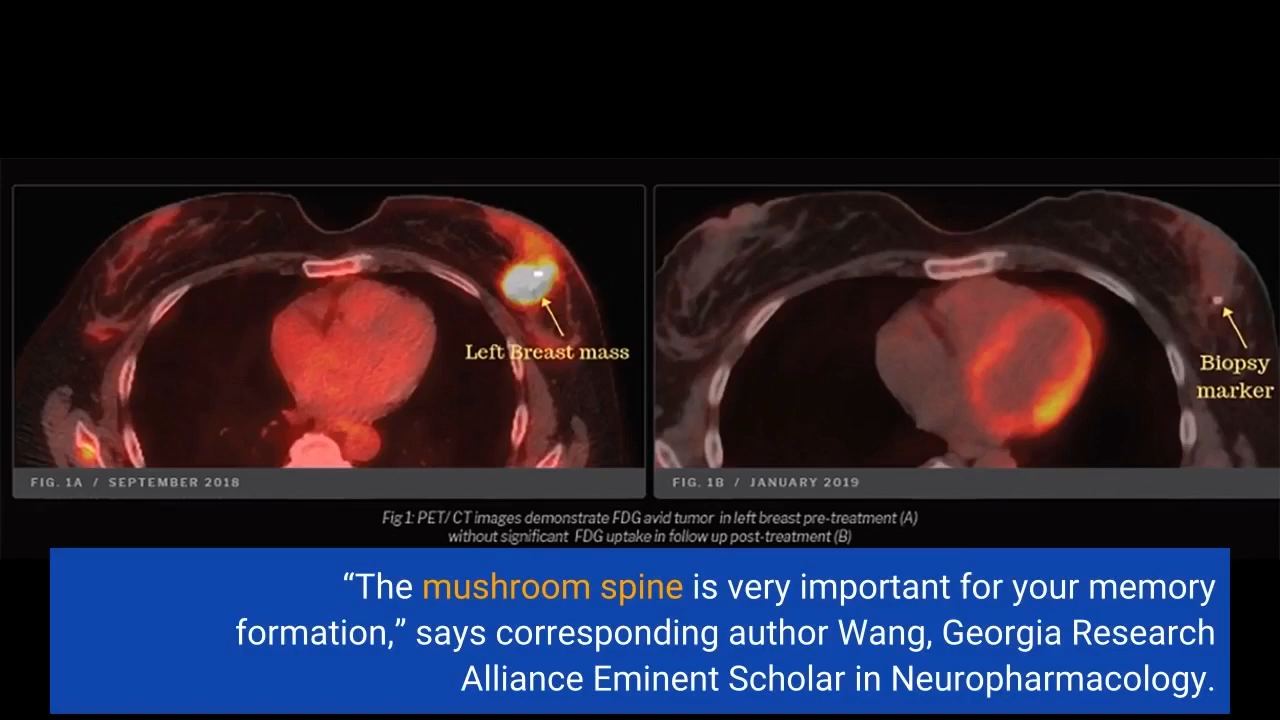 Left Breast mass
FIG. 1A / SEPTEMBER 2018
Biopsy
marker
FIG. 1B / JANUARY 2019
Fig 1: PET/ CT images demonstrate FDG avid tumor in left breast pre-treatment (A)
without significant FDG uptake in follow up post-treatment (B)
“The mushroom spine is very important for your memory
formation,” says corresponding author Wang, Georgia Research
Alliance Eminent Scholar in Neuropharmacology.